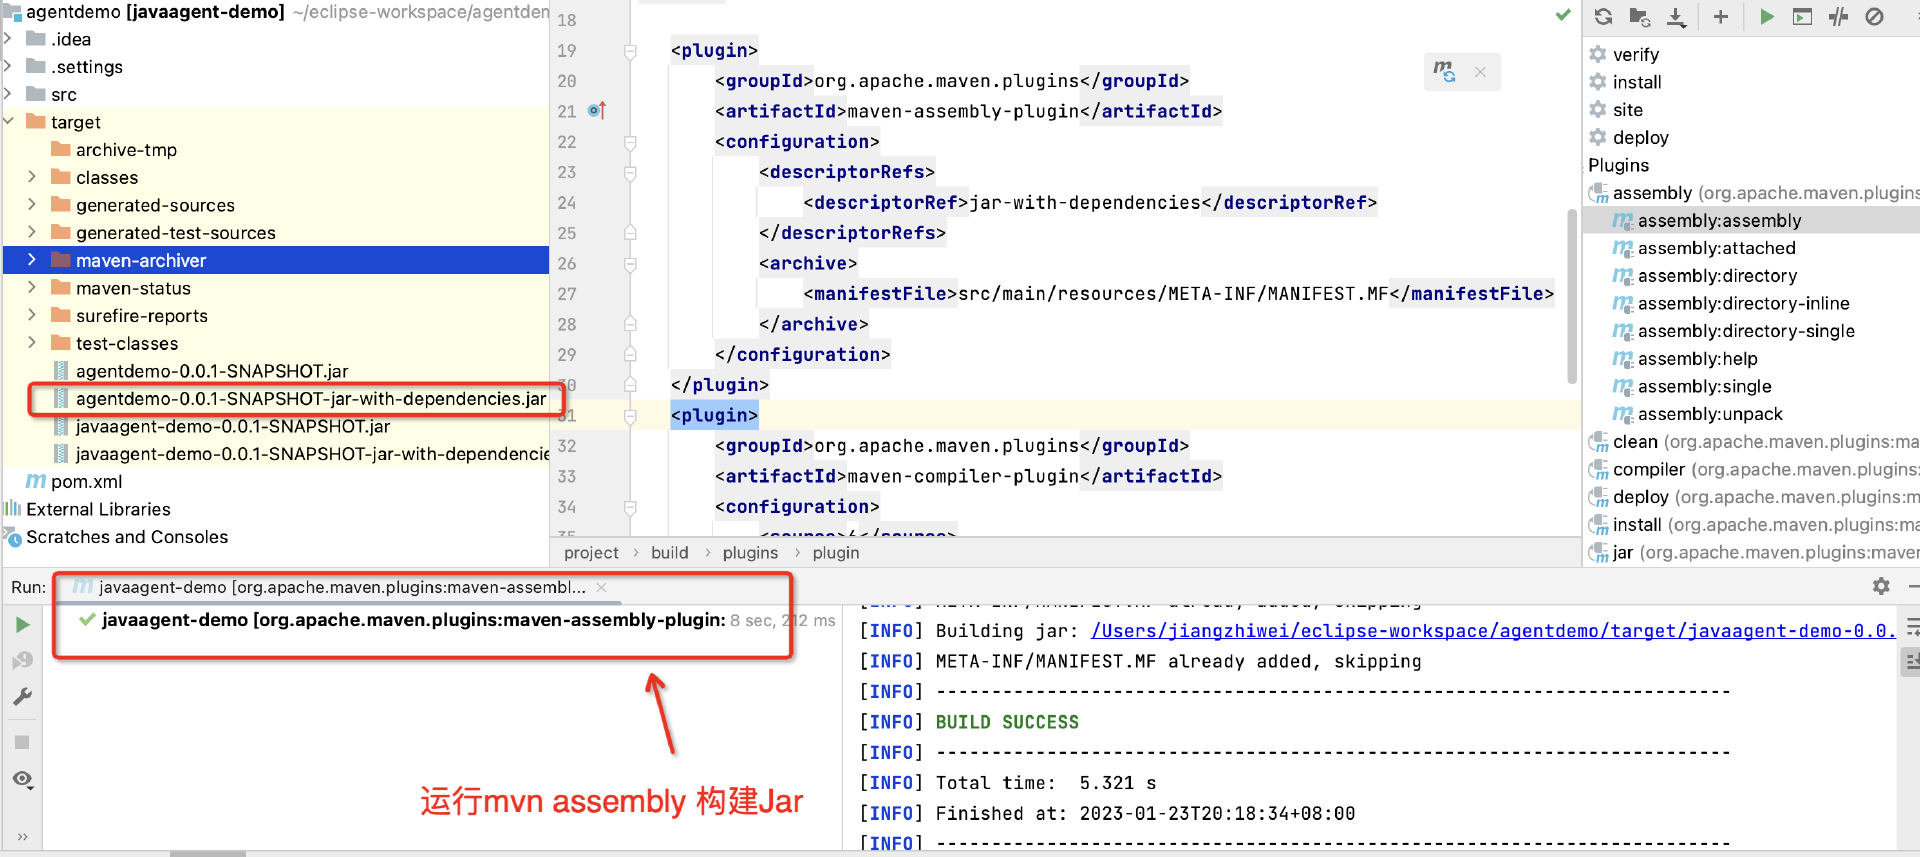 agentdemo [javaagent-demo] ~/eclipse-workspace/agentden
.idea
.settings
src
target
archive-tmp
classes
generated-sources
generated-test-sources
maven-archiver
maven-status
surefire-reports
test-classes
agentdemo-0.0.1-SNAPSHOT.jar
agentdemo-0.0.1-SNAPSHOT-jar-with-dependencies.jar
javaagent-demo-0.0.1-SNAPSHOT.jar
javaagent-demo-0.0.1-SNAPSHOT-jar-with-dependencie
pom.xml
External Libraries
Scratches and Consoles
18
19 <plugin>
20 <groupId>org.apache.maven.plugins</groupId>
21 <artifactId>maven-assembly-plugin</artifactId>
22 <configuration>
23 <descriptorRefs>
24 <descriptorRef>jar-with-dependencies</descriptorRef>
25 </descriptorRefs>
26 <archive>
27 <manifestFile>src/main/resources/META-INF/MANIFEST.MF</manifestFile>
28 </archive>
29 </configuration>
30 </plugin>
31 <plugin>
32 <groupId>org.apache.maven.plugins</groupId>
33 <artifactId>maven-compiler-plugin</artifactId>
34 <configuration>
project › build › plugins › plugin
verify
install
site
deploy
Plugins
assembly (org.apache.maven.plugins
assembly:assembly
assembly:attached
assembly:directory
assembly:directory-inline
assembly:directory-single
assembly:help
assembly:single
assembly:unpack
clean (org.apache.maven.plugins:ma
compiler (org.apache.maven.plugins:
deploy (org.apache.maven.plugins:m
install (org.apache.maven.plugins:ma
jar (org.apache.maven.plugins:maven
Run: javaagent-demo [org.apache.maven.plugins:maven-assembl...
javaagent-demo [org.apache.maven.plugins:maven-assembly-plugin: 8 sec, 212 ms
运行mvn assembly 构建Jar
[INFO] META-INF/MANIFEST.MF already added, skipping
[INFO] Building jar: /Users/jiangzhiwei/eclipse-workspace/agentdemo/target/javaagent-demo-0.0.
[INFO] META-INF/MANIFEST.MF already added, skipping
[INFO] ------------------------------------------------------------------------
[INFO] BUILD SUCCESS
[INFO] ------------------------------------------------------------------------
[INFO] Total time:  5.321 s
[INFO] Finished at: 2023-01-23T20:18:34+08:00
[INFO] ------------------------------------------------------------------------